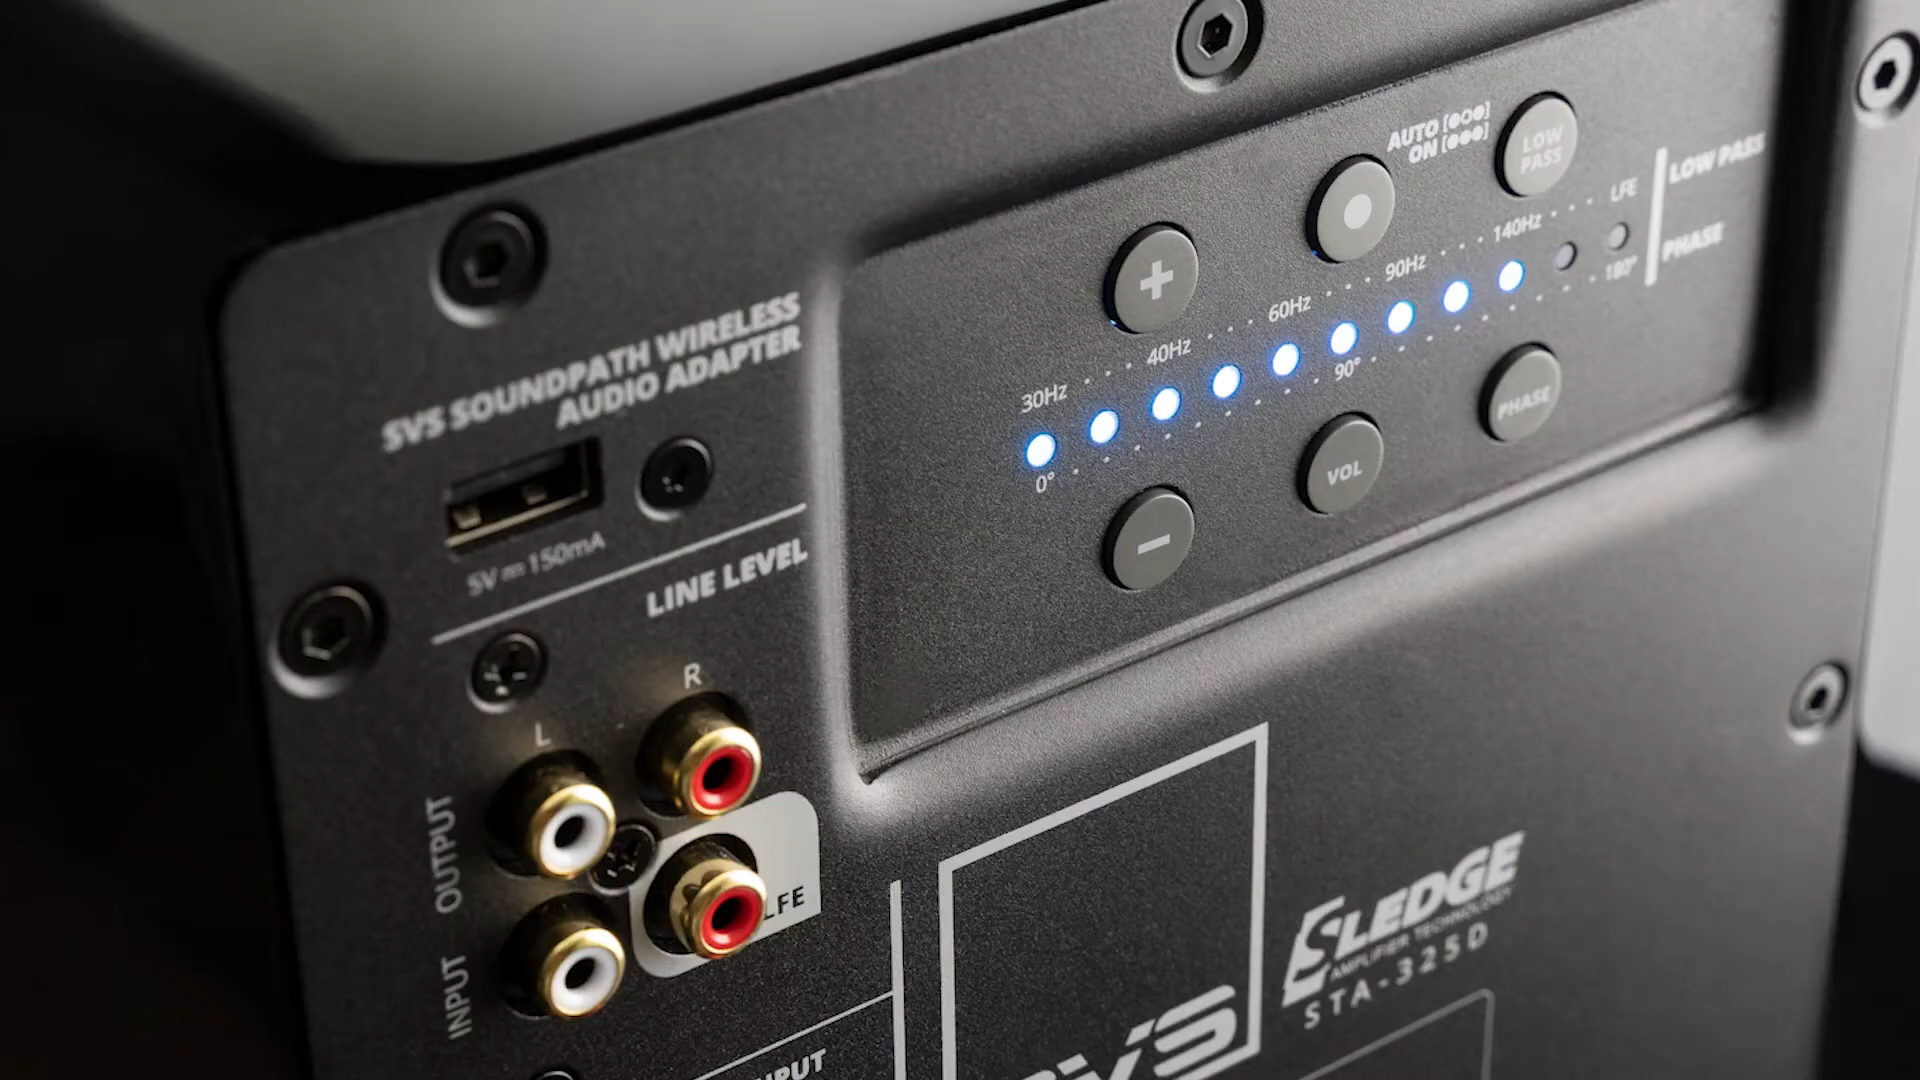 SVS SOUNDPATH WIRELESS
AUDIO ADAPTER
5V 150mA
LINE LEVEL
L
R
OUTPUT
INPUT
LFE
AUTO
ON
LOW
PASS
LFE
LOW PASS
30Hz
40Hz
60Hz
90Hz
140Hz
0°
90°
180°
PHASE
+
-
VOL
PHASE
SVS
SLEDGE
AMPLIFIER TECHNOLOGY
STA-325D